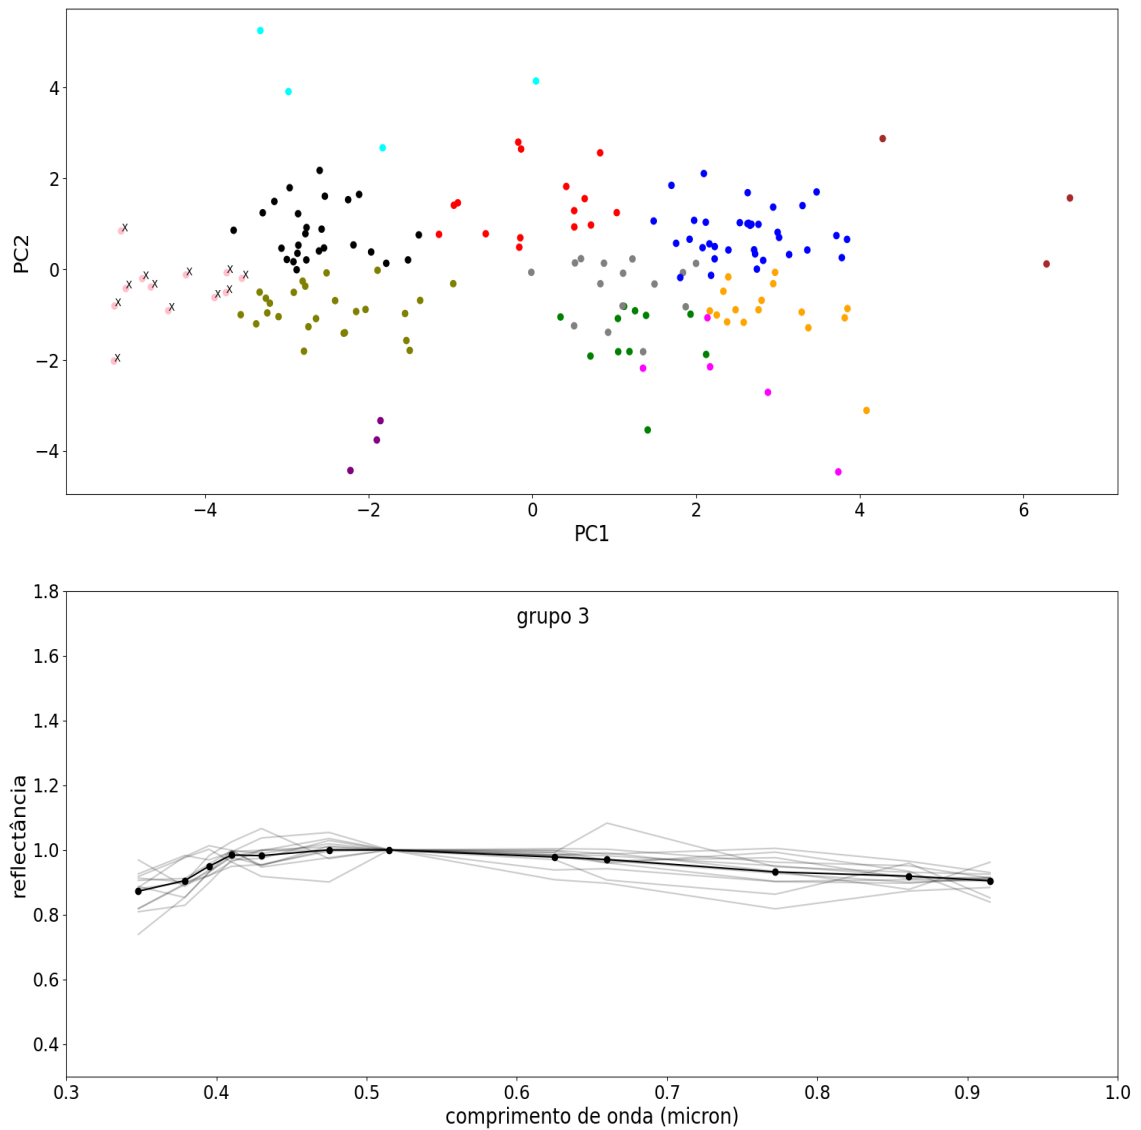 4
2
0
−2
−4
PC2
X
X X X X
X X X X
X X
X
−4 −2 0 2 4 6
PC1
1.8
1.6
1.4
1.2
1.0
0.8
0.6
0.4
reflectância
grupo 3
0.3 0.4 0.5 0.6 0.7 0.8 0.9 1.0
comprimento de onda (micron)